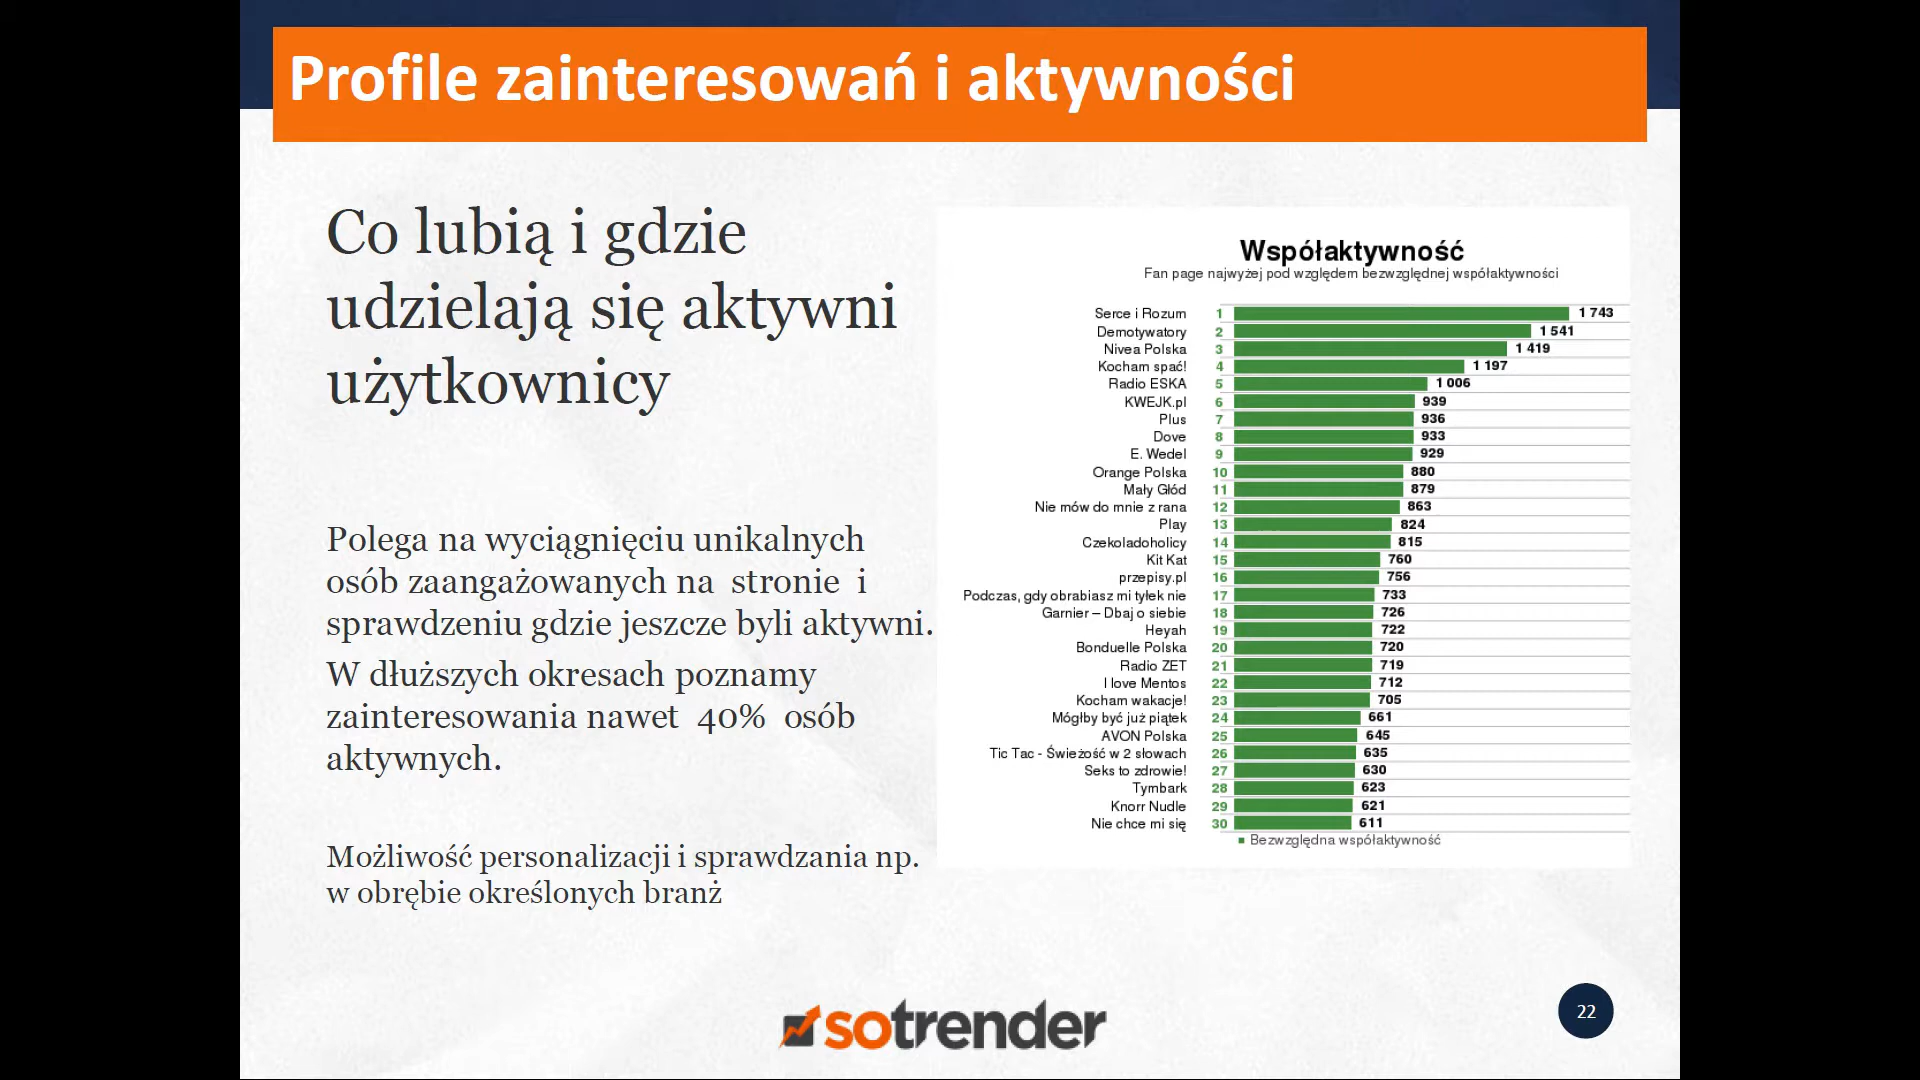 Profile zainteresowań i aktywności
Co lubią i gdzie
udzielają się aktywni
użytkownicy
Polega na wyciągnięciu unikalnych
osób zaangażowanych na stronie i
sprawdzeniu gdzie jeszcze byli aktywni.
W dłuższych okresach poznamy
zainteresowania nawet 40% osób
aktywnych.
Możliwość personalizacji i sprawdzania np.
w obrębie określonych branż
Współaktywność
Fan page najwyżej pod względem bezwzględnej współaktywności
Serce i Rozum 1 1 743
Demotywatory 2 1 541
Nivea Polska 3 1 419
Kocham spać! 4 1 197
Radio ESKA 5 1 006
KWEJK.pl 6 939
Plus 7 936
Dove 8 933
E. Wedel 9 929
Orange Polska 10 880
Mały Głód 11 879
Nie mów do mnie z rana 12 863
Play 13 824
Czekoladoholicy 14 815
Kit Kat 15 760
przepisy.pl 16 756
Podczas, gdy obrabiasz mi tyłek nie 17 733
Garnier – Dbaj o siebie 18 726
Heyah 19 722
Bonduelle Polska 20 720
Radio ZET 21 719
I love Mentos 22 712
Kocham wakacje! 23 705
Mógłby być już piątek 24 661
AVON Polska 25 645
Tic Tac - Świeżość w 2 słowach 26 635
Seks to zdrowie! 27 630
Tymbark 28 623
Knorr Nudle 29 621
Nie chce mi się 30 611
Bezwzględna współaktywność
sotrender
22